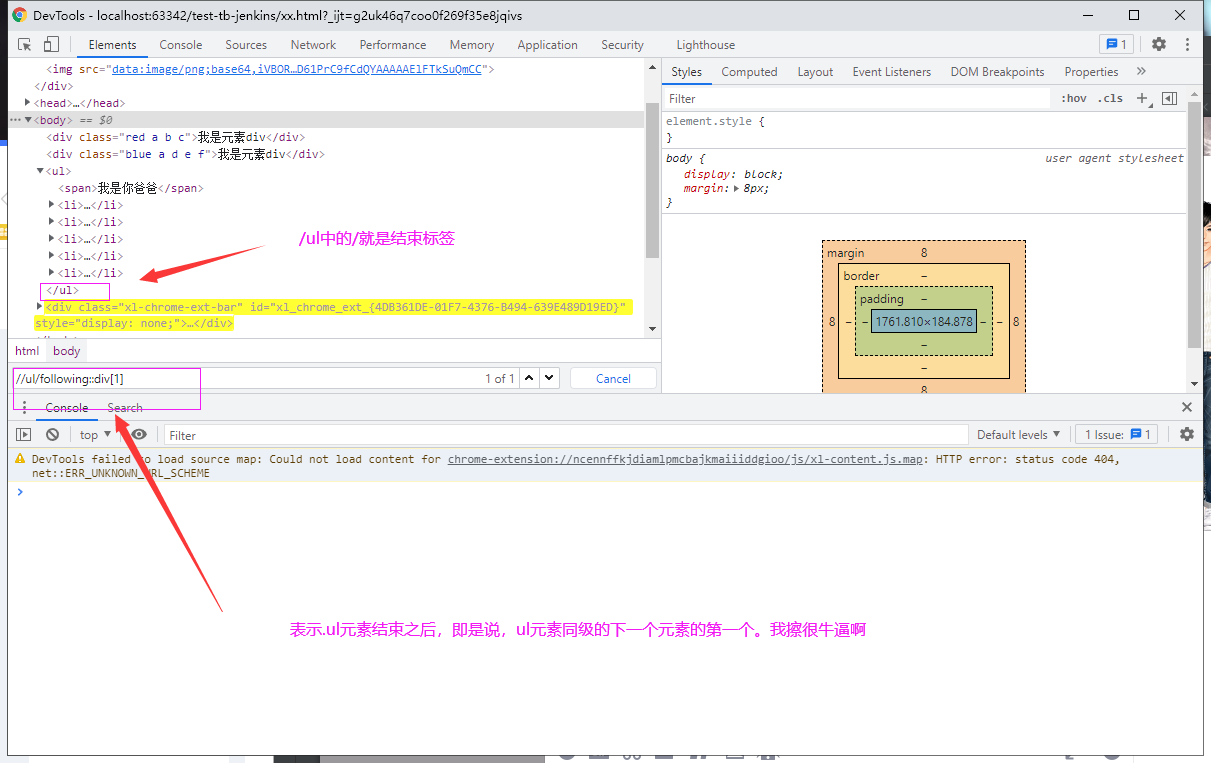 DevTools - localhost:63342/test-tb-jenkins/xx.html?_ijt=g2uk46q7coo0f269f35e8jqivs
Elements Console Sources Network Performance Memory Application Security Lighthouse 1
<img src="data:image/png;base64,iVBOR…D61PrC9fCdQYAAAAAElFTkSuQmCC">
</div>
<head>…</head>
<body> == $0
<div class="red a b c">我是元素div</div>
<div class="blue a d e f">我是元素div</div>
<ul>
<span>我是你爸爸</span>
<li>…</li>
<li>…</li>
<li>…</li>
<li>…</li>
<li>…</li>
</ul>
/ul中的/就是结束标签
<div class="xl-chrome-ext-bar" id="xl_chrome_ext_{4DB361DE-01F7-4376-B494-639E489D19ED}"
style="display: none;">…</div>
html body
//ul/following::div[1] 1 of 1 Cancel
Styles Computed Layout Event Listeners DOM Breakpoints Properties
Filter :hov .cls
element.style {
}
body { user agent stylesheet
display: block;
margin: 8px;
}
margin 8
border –
padding –
8 – – 1761.810×184.878 – – 8
–
–
8
Console Search
top Filter Default levels 1 Issue: 1
DevTools failed to load source map: Could not load content for chrome-extension://ncennffkjdiamlpmcbajkmaiiiddgioo/js/xl-content.js.map: HTTP error: status code 404,
net::ERR_UNKNOWN_URL_SCHEME
表示.ul元素结束之后，即是说，ul元素同级的下一个元素的第一个。我擦很牛逼啊